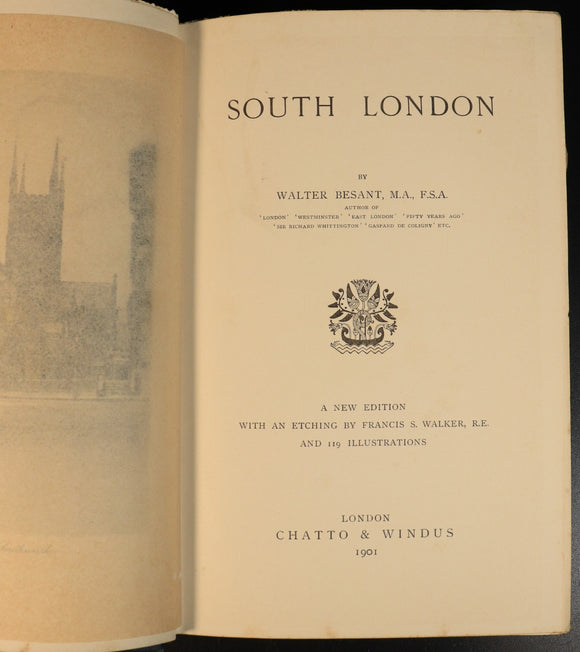 SOUTH LONDON
BY
WALTER BESANT, M.A., F.S.A.
AUTHOR OF
'LONDON' 'WESTMINSTER' 'EAST LONDON' 'FIFTY YEARS AGO'
'SIR RICHARD WHITTINGTON' 'GASPARD DE COLIGNY' ETC.
A NEW EDITION
WITH AN ETCHING BY FRANCIS S. WALKER, R.E.
AND 119 ILLUSTRATIONS
LONDON
CHATTO & WINDUS
1901